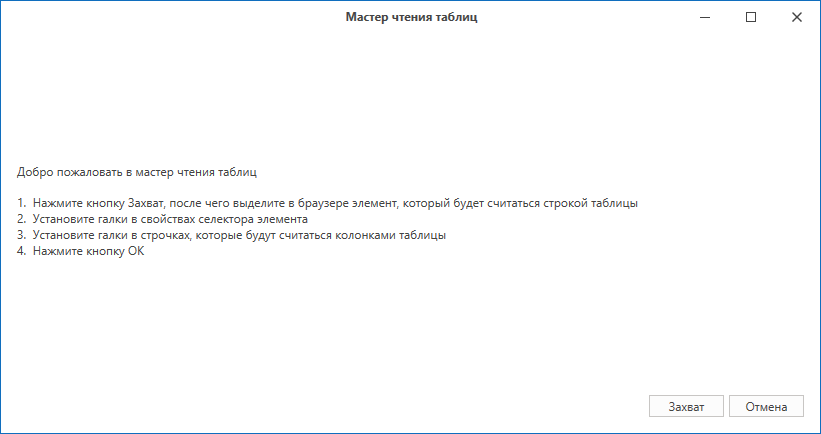 Мастер чтения таблиц
Добро пожаловать в мастер чтения таблиц
1. Нажмите кнопку Захват, после чего выделите в браузере элемент, который будет считаться строкой таблицы
2. Установите галки в свойствах селектора элемента
3. Установите галки в строчках, которые будут считаться колонками таблицы
4. Нажмите кнопку ОК
Захват
Отмена